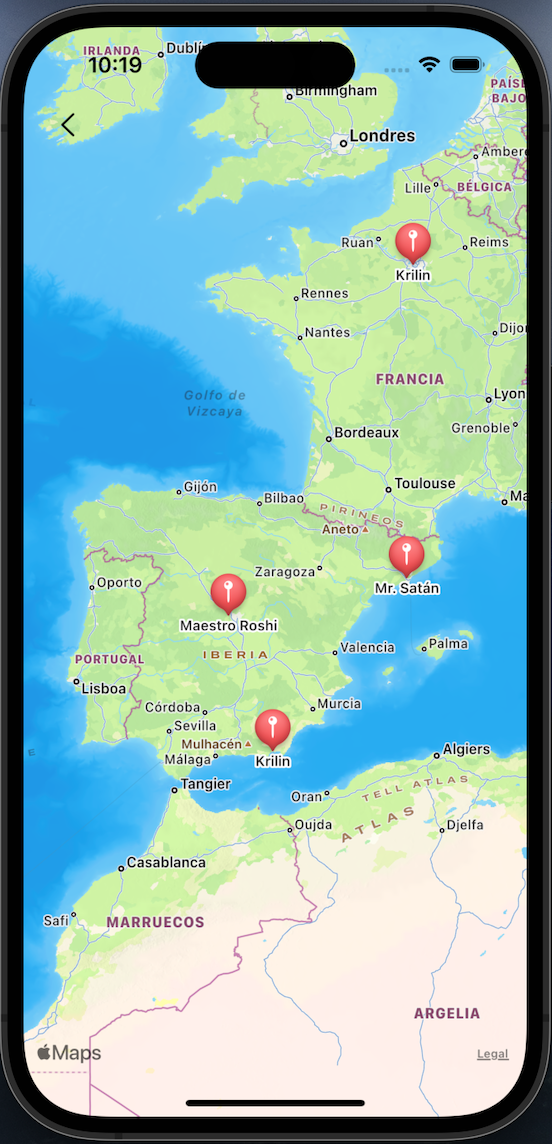 IRLANDA
Dublí
10:19
Birmingham
PAÍSE
BAJO
Londres
Ambere
Lille
BÉLGICA
Ruan
Reims
Krilin
Rennes
Nantes
Dijon
FRANCIA
Golfo de
Vizcaya
Lyon
Grenoble
Bordeaux
Toulouse
Gijón
Bilbao
Ma
PIRINEOS
Aneto
Zaragoza
Oporto
Mr. Satán
Maestro Roshi
Valencia
Palma
IBERIA
PORTUGAL
Lisboa
Córdoba
Murcia
Sevilla
Mulhacén
Málaga
Krilin
Algiers
Tangier
Oran
TELL ATLAS
ATLAS
Oujda
Djelfa
Casablanca
Safi
MARRUECOS
ARGELIA
Maps
Legal